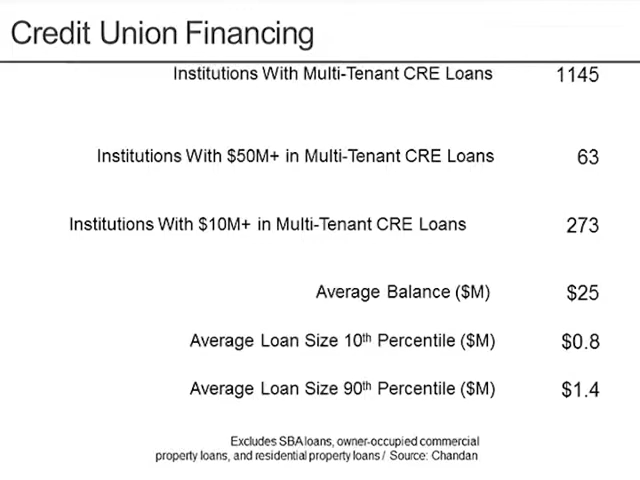 Credit Union Financing
Institutions With Multi-Tenant CRE Loans 1145
Institutions With $50M+ in Multi-Tenant CRE Loans 63
Institutions With $10M+ in Multi-Tenant CRE Loans 273
Average Balance ($M) $25
Average Loan Size 10th Percentile ($M) $0.8
Average Loan Size 90th Percentile ($M) $1.4
Excludes SBA loans, owner-occupied commercial
property loans, and residential property loans / Source: Chandan